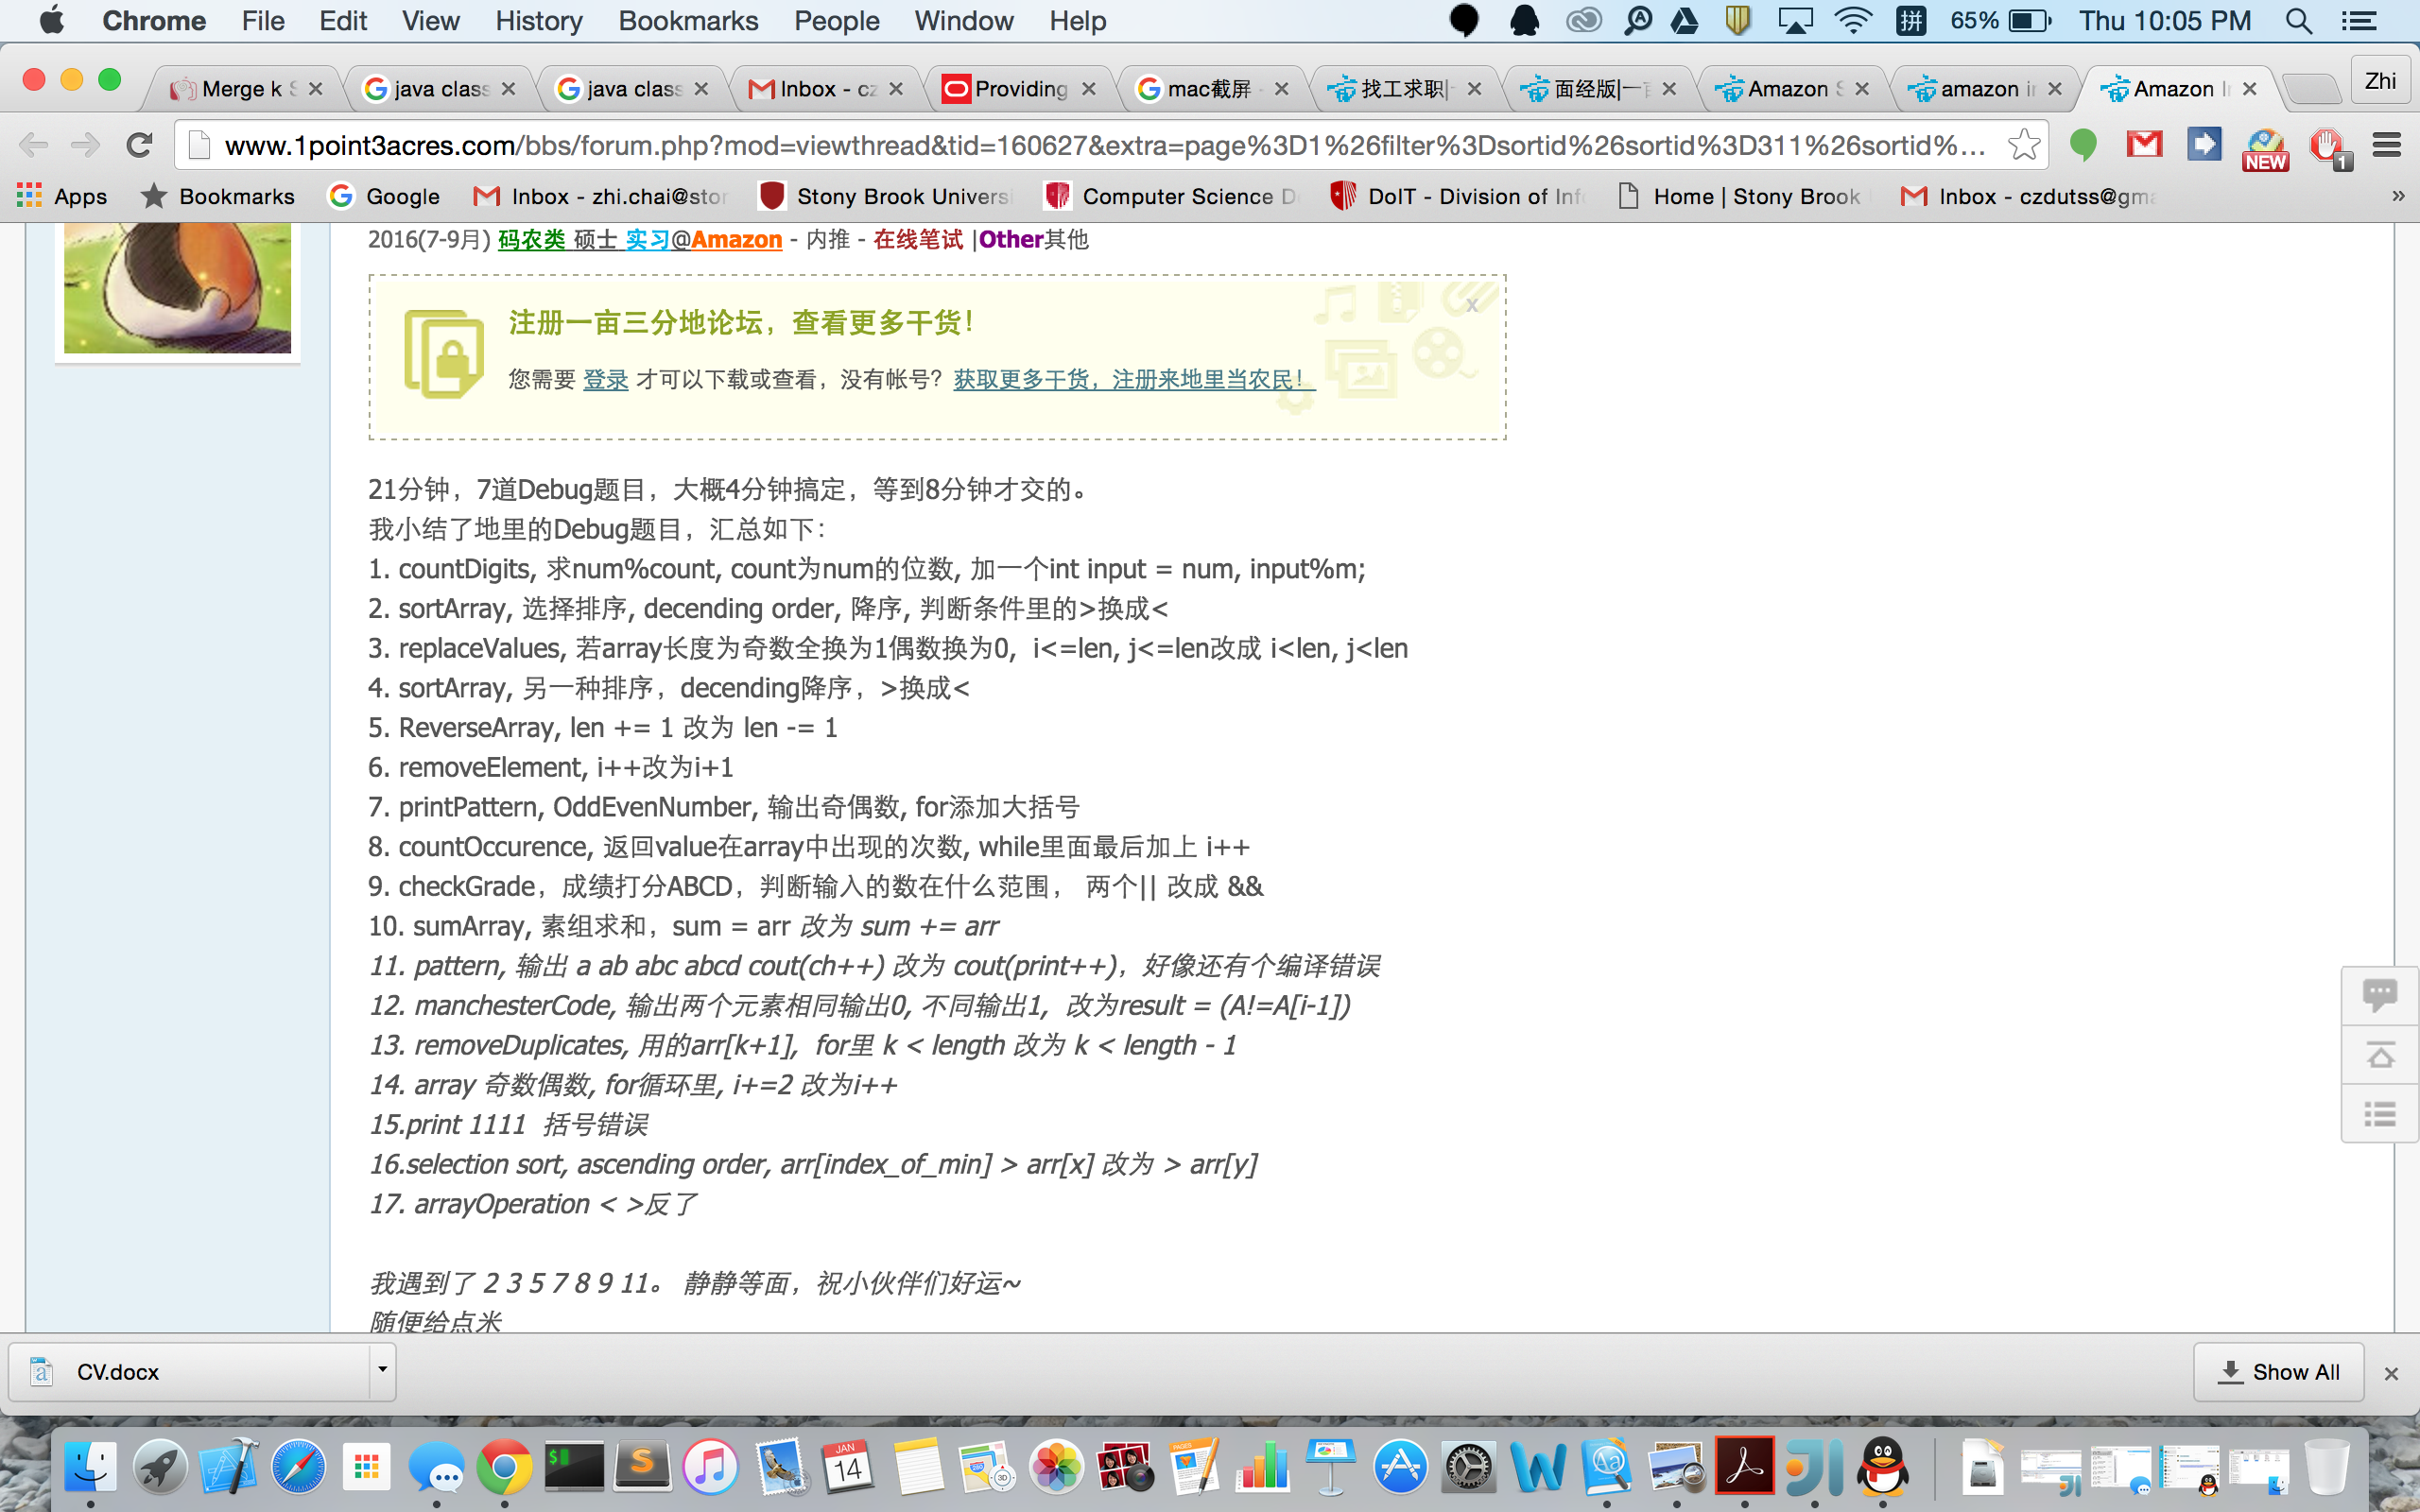 Chrome File Edit View History Bookmarks People Window Help 65% Thu 10:05 PM
Merge k S java class java class Inbox - cz Providing mac截屏 - 找工求职|- 面经版|一亩 Amazon S amazon in Amazon In Zhi
www.1point3acres.com/bbs/forum.php?mod=viewthread&tid=160627&extra=page%3D1%26filter%3Dsortid%26sortid%3D311%26sortid%... NEW 1
Apps Bookmarks Google Inbox - zhi.chai@stor Stony Brook Universi Computer Science D DoIT - Division of Inf Home | Stony Brook Inbox - czdutss@gma »
2016(7-9月) 码农类 硕士 实习@Amazon - 内推 - 在线笔试 |Other其他
注册一亩三分地论坛，查看更多干货！
x
您需要 登录 才可以下载或查看，没有帐号？获取更多干货，注册来地里当农民！
21分钟，7道Debug题目，大概4分钟搞定，等到8分钟才交的。
我小结了地里的Debug题目，汇总如下：
1. countDigits, 求num%count, count为num的位数, 加一个int input = num, input%m;
2. sortArray, 选择排序, decending order, 降序, 判断条件里的>换成<
3. replaceValues, 若array长度为奇数全换为1偶数换为0，i<=len, j<=len改成 i<len, j<len
4. sortArray, 另一种排序，decending降序，>换成<
5. ReverseArray, len += 1 改为 len -= 1
6. removeElement, i++改为i+1
7. printPattern, OddEvenNumber, 输出奇偶数, for添加大括号
8. countOccurence, 返回value在array中出现的次数, while里面最后加上 i++
9. checkGrade，成绩打分ABCD，判断输入的数在什么范围， 两个|| 改成 &&
10. sumArray, 素组求和，sum = arr 改为 sum += arr
11. pattern, 输出 a ab abc abcd cout(ch++) 改为 cout(print++)，好像还有个编译错误
12. manchesterCode, 输出两个元素相同输出0, 不同输出1，改为result = (A!=A[i-1])
13. removeDuplicates, 用的arr[k+1]，for里 k < length 改为 k < length - 1
14. array 奇数偶数, for循环里, i+=2 改为i++
15.print 1111 括号错误
16.selection sort, ascending order, arr[index_of_min] > arr[x] 改为 > arr[y]
17. arrayOperation < >反了
我遇到了 2 3 5 7 8 9 11。 静静等面，祝小伙伴们好运~
随便给点米
CV.docx Show All
JAN
14